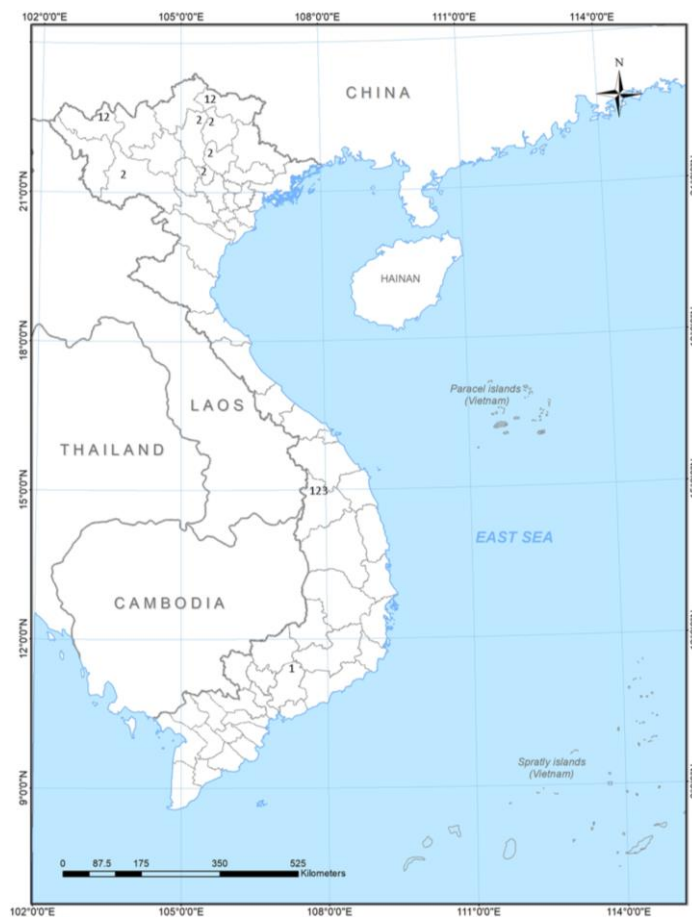 102°0'0"E 105°0'0"E 108°0'0"E 111°0'0"E 114°0'0"E
N
CHINA
12
12
2 2
2
2
2
21°0'0"N
HAINAN
18°0'0"N
Paracel islands
(Vietnam)
LAOS
THAILAND
15°0'0"N
123
EAST SEA
CAMBODIA
12°0'0"N
1
Spratly islands
(Vietnam)
9°0'0"N
0 87.5 175 350 525
Kilometers
102°0'0"E 105°0'0"E 108°0'0"E 111°0'0"E 114°0'0"E